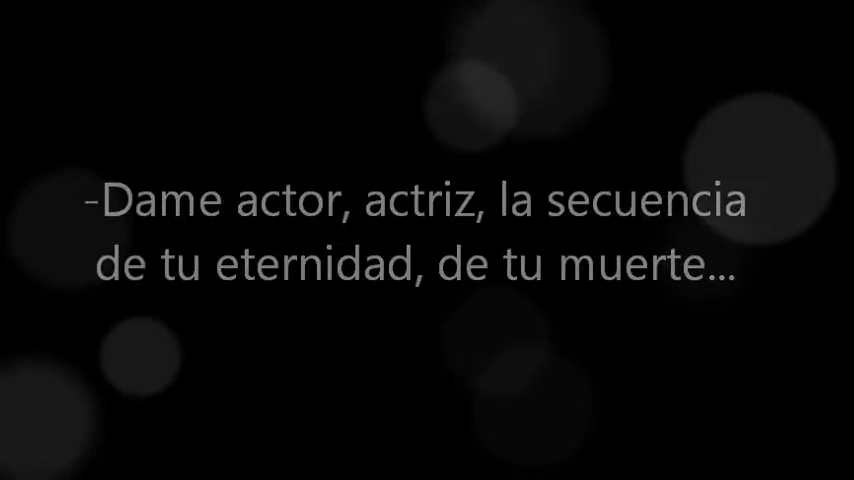 -Dame actor, actriz, la secuencia
de tu eternidad, de tu muerte...